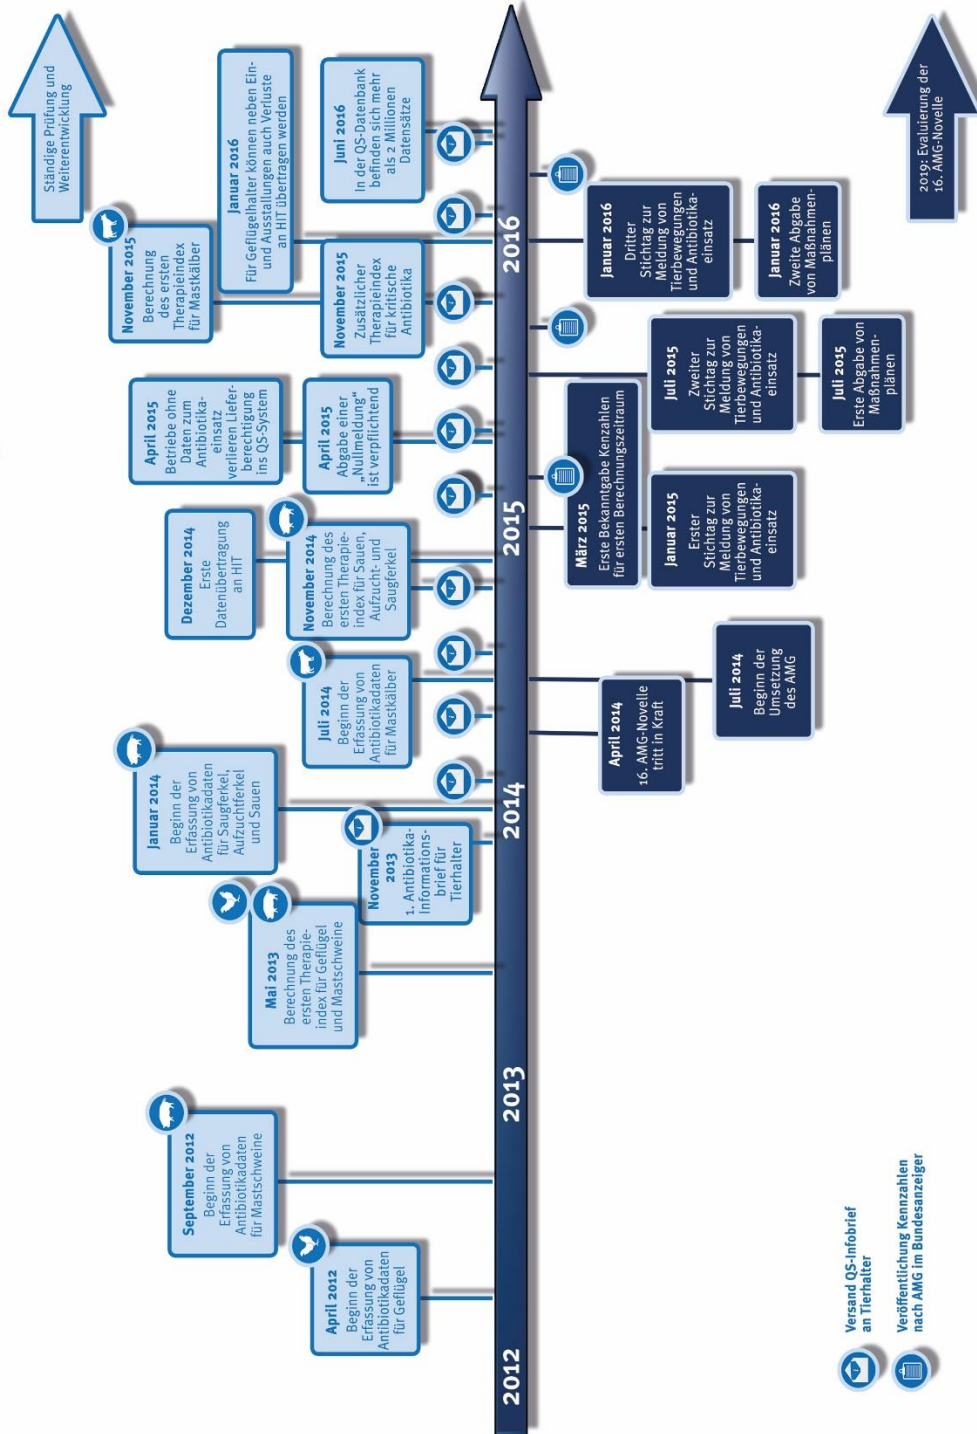 Ständige Prüfung und
Weiterentwicklung
April 2012
Beginn der
Erfassung von
Antibiotikadaten
für Geflügel
September 2012
Beginn der
Erfassung von
Antibiotikadaten
für Mastschweine
Mai 2013
Berechnung des
ersten Therapie-
index für Geflügel
und Mastschweine
November
2013
1. Antibiotika-
Informations-
brief für
Tierhalter
Januar 2014
Beginn der
Erfassung von
Antibiotikadaten
für Saugferkel,
Aufzuchtferkel
und Sauen
Juli 2014
Beginn der
Erfassung von
Antibiotikadaten
für Mastkälber
November 2014
Berechnung des
ersten Therapie-
index für Sauen,
Aufzucht- und
Saugferkel
Dezember 2014
Erste
Datenübertragung
an HIT
April 2015
Betriebe ohne
Daten zum
Antibiotika-
einsatz
verlieren Liefer-
berechtigung
ins QS-System
April 2015
Abgabe einer
„Nullmeldung“
ist verpflichtend
November 2015
Berechnung
des ersten
Therapieindex
für Mastkälber
November 2015
Zusätzlicher
Therapieindex
für kritische
Antibiotika
Januar 2016
Für Geflügelhalter können neben Ein-
und Ausstallungen auch Verluste
an HIT übertragen werden
Juni 2016
In der QS-Datenbank
befinden sich mehr
als 2 Millionen
Datensätze
2012
2013
2014
2015
2016
April 2014
16. AMG-Novelle
tritt in Kraft
Juli 2014
Beginn der
Umsetzung
des AMG
März 2015
Erste Bekanntgabe Kenzahlen
für ersten Berechnungszeitraum
Januar 2015
Erster
Stichtag zur
Meldung von
Tierbewegungen
und Antibiotika-
einsatz
Juli 2015
Zweiter
Stichtag zur
Meldung von
Tierbewegungen
und Antibiotika-
einsatz
Juli 2015
Erste Abgabe von
Maßnahmen-
plänen
Januar 2016
Dritter
Stichtag zur
Meldung von
Tierbewegungen
und Antibiotika-
einsatz
Januar 2016
Zweite Abgabe
von Maßnahmen-
plänen
2019: Evaluierung der
16. AMG-Novelle
Versand QS-Infobrief
an Tierhalter
Veröffentlichung Kennzahlen
nach AMG im Bundesanzeiger